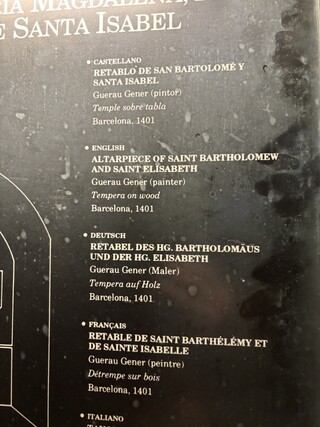 RIA MAGDALENA,
E SANTA ISABEL
• CASTELLANO
RETABLO DE SAN BARTOLOMÉ Y
SANTA ISABEL
Guerau Gener (pintor)
Temple sobre tabla
Barcelona, 1401
• ENGLISH
ALTARPIECE OF SAINT BARTHOLOMEW
AND SAINT ELISABETH
Guerau Gener (painter)
Tempera on wood
Barcelona, 1401
• DEUTSCH
RETABEL DES HG. BARTHOLOMÄUS
UND DER HG. ELISABETH
Guerau Gener (Maler)
Tempera auf Holz
Barcelona, 1401
• FRANÇAIS
RETABLE DE SAINT BARTHÉLÉMY ET
DE SAINTE ISABELLE
Guerau Gener (peintre)
Détrempe sur bois
Barcelona, 1401
• ITALIANO